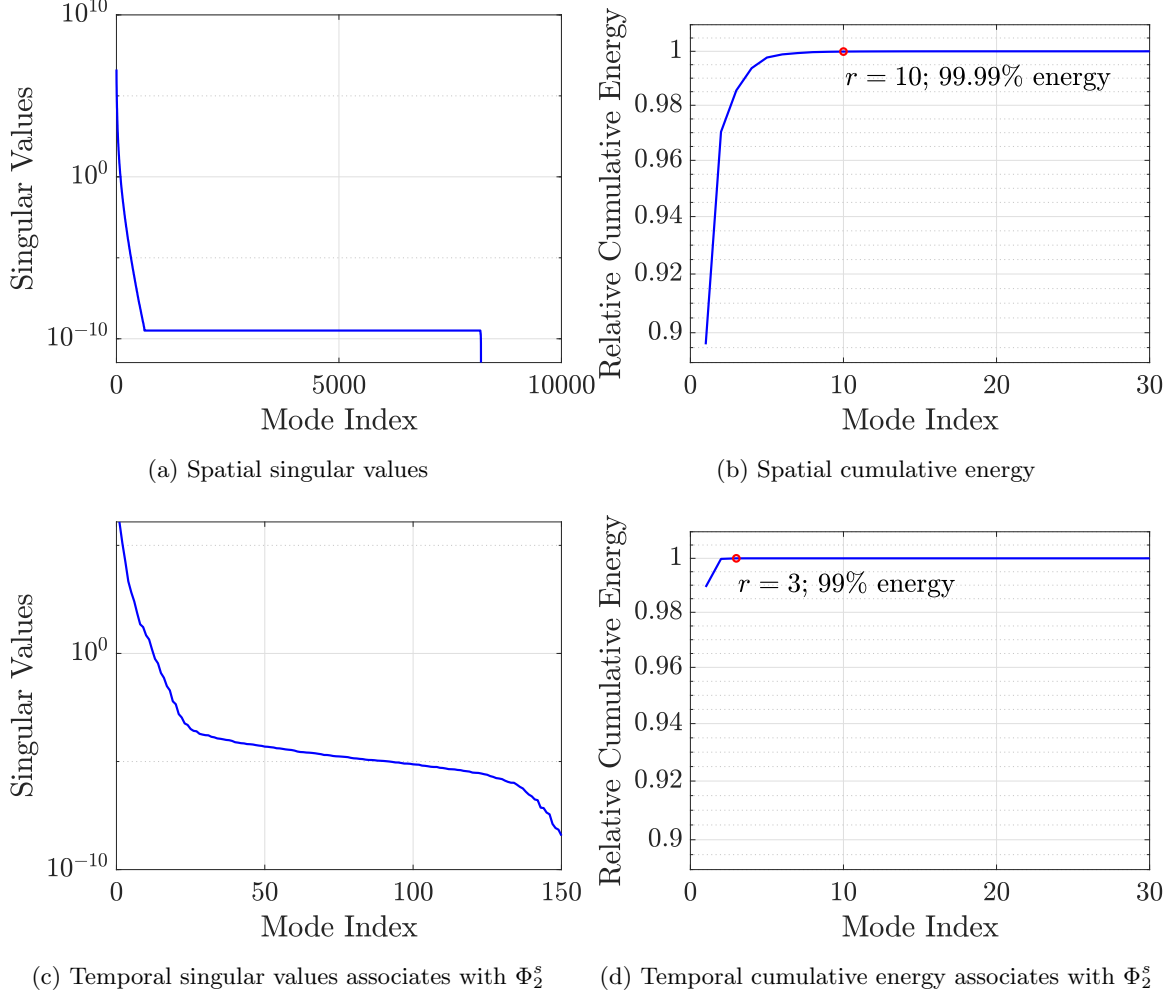 10^10
10^0
10^−10
Singular Values
0 5000 10000
Mode Index
(a) Spatial singular values
1
0.98
0.96
0.94
0.92
0.9
Relative Cumulative Energy
r = 10; 99.99% energy
0 10 20 30
Mode Index
(b) Spatial cumulative energy
10^0
10^−10
Singular Values
0 50 100 150
Mode Index
(c) Temporal singular values associates with Φ_2^s
1
0.98
0.96
0.94
0.92
0.9
Relative Cumulative Energy
r = 3; 99% energy
0 10 20 30
Mode Index
(d) Temporal cumulative energy associates with Φ_2^s